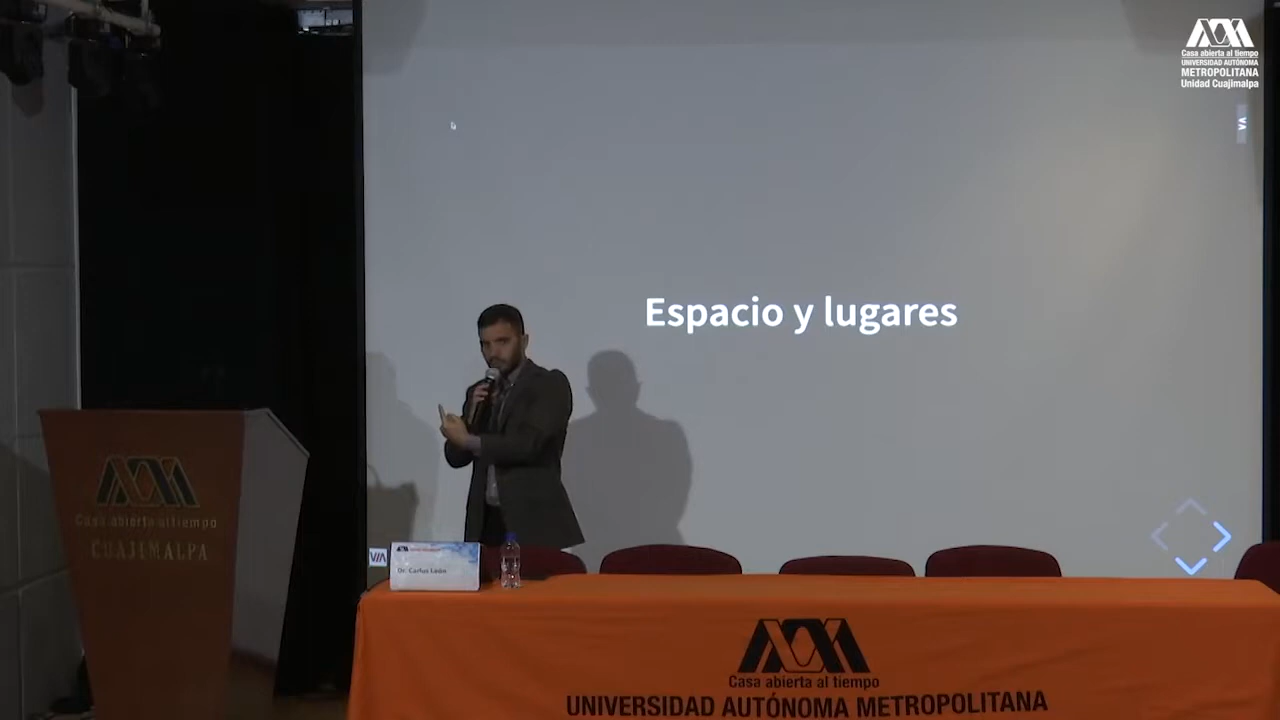 Casa abierta al tiempo
UNIVERSIDAD AUTÓNOMA
METROPOLITANA
Unidad Cuajimalpa
Espacio y lugares
Casa abierta al tiempo
CUAJIMALPA
Dr. Carlos León
Casa abierta al tiempo
UNIVERSIDAD AUTÓNOMA METROPOLITANA